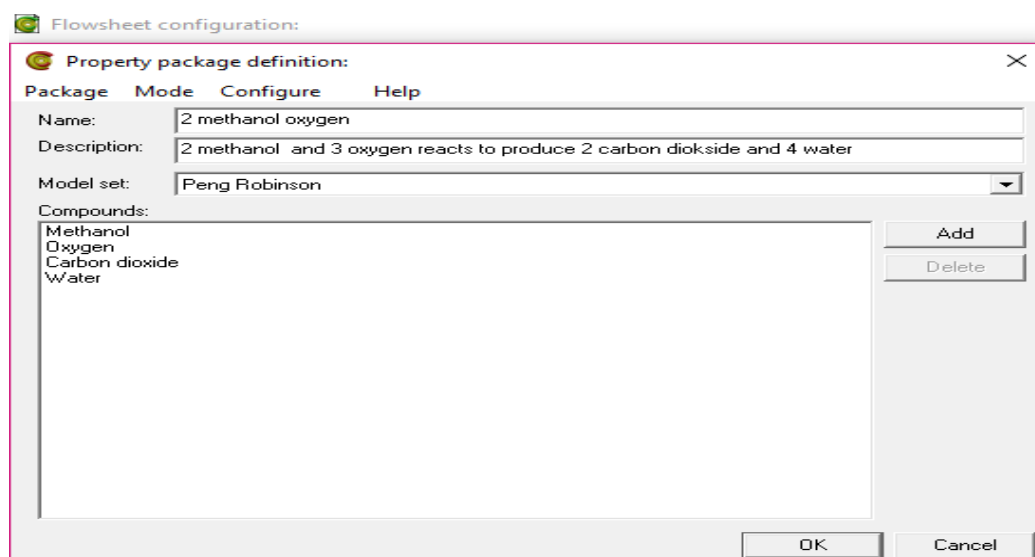 Flowsheet configuration:
Property package definition:
Package Mode Configure Help
Name: 2 methanol oxygen
Description: 2 methanol and 3 oxygen reacts to produce 2 carbon diokside and 4 water
Model set: Peng Robinson
Compounds:
Methanol
Oxygen
Carbon dioxide
Water
Add
Delete
OK Cancel